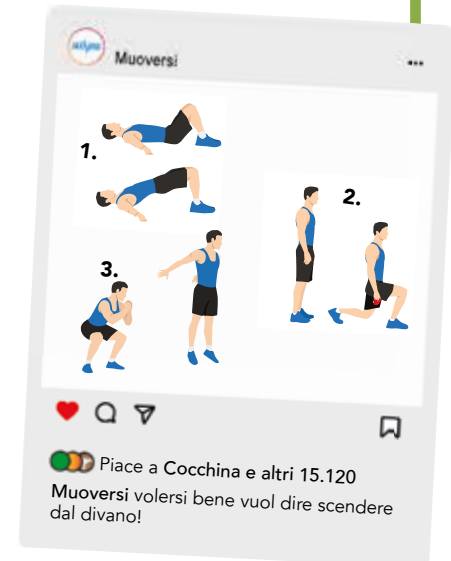 Muoversi
1.
2.
3.
Piace a Cocchina e altri 15.120
Muoversi volersi bene vuol dire scendere
dal divano!